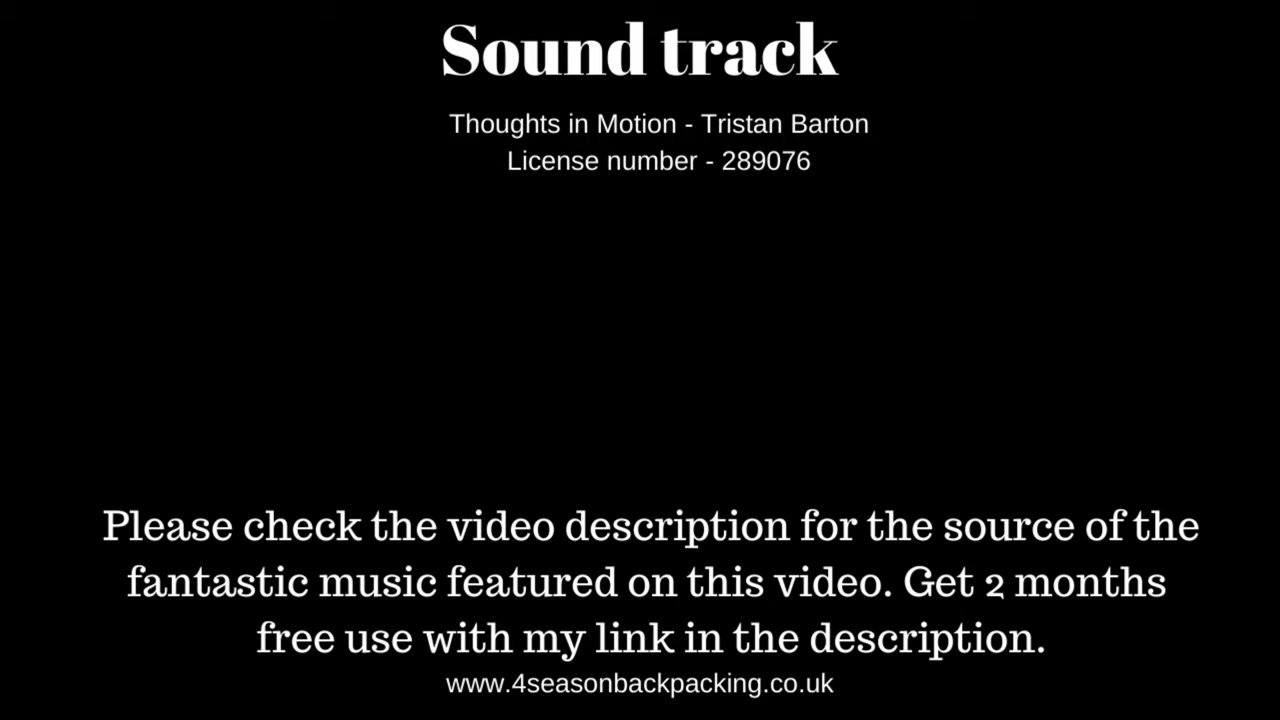 Sound track
Thoughts in Motion - Tristan Barton
License number - 289076
Please check the video description for the source of the
fantastic music featured on this video. Get 2 months
free use with my link in the description.
www.4seasonbackpacking.co.uk